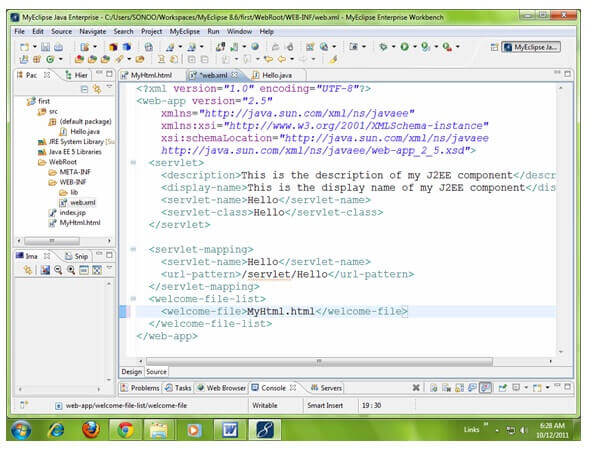 MyEclipse Java Enterprise - C:/Users/SONOO/Workspaces/MyEclipse 8.6/first/WebRoot/WEB-INF/web.xml - MyEclipse Enterprise Workbench
File Edit Source Navigate Search Project MyEclipse Run Window Help
MyEclipse Ja...
Pac Hier MyHtml.html *web.xml Hello.java
first
src
(default package)
Hello.java
JRE System Library [Su
Java EE 5 Libraries
WebRoot
META-INF
WEB-INF
lib
web.xml
index.jsp
MyHtml.html
Ima Snip
<?xml version="1.0" encoding="UTF-8"?>
<web-app version="2.5"
xmlns="http://java.sun.com/xml/ns/javaee"
xmlns:xsi="http://www.w3.org/2001/XMLSchema-instance"
xsi:schemaLocation="http://java.sun.com/xml/ns/javaee
http://java.sun.com/xml/ns/javaee/web-app_2_5.xsd">
<servlet>
<description>This is the description of my J2EE component</descr
<display-name>This is the display name of my J2EE component</dis
<servlet-name>Hello</servlet-name>
<servlet-class>Hello</servlet-class>
</servlet>
<servlet-mapping>
<servlet-name>Hello</servlet-name>
<url-pattern>/servlet/Hello</url-pattern>
</servlet-mapping>
<welcome-file-list>
<welcome-file>MyHtml.html</welcome-file>
</welcome-file-list>
</web-app>
Design Source
Problems Tasks Web Browser Console Servers
web-app/welcome-file-list/welcome-file Writable Smart Insert 19 : 30
Links 6:28 AM
10/12/2011